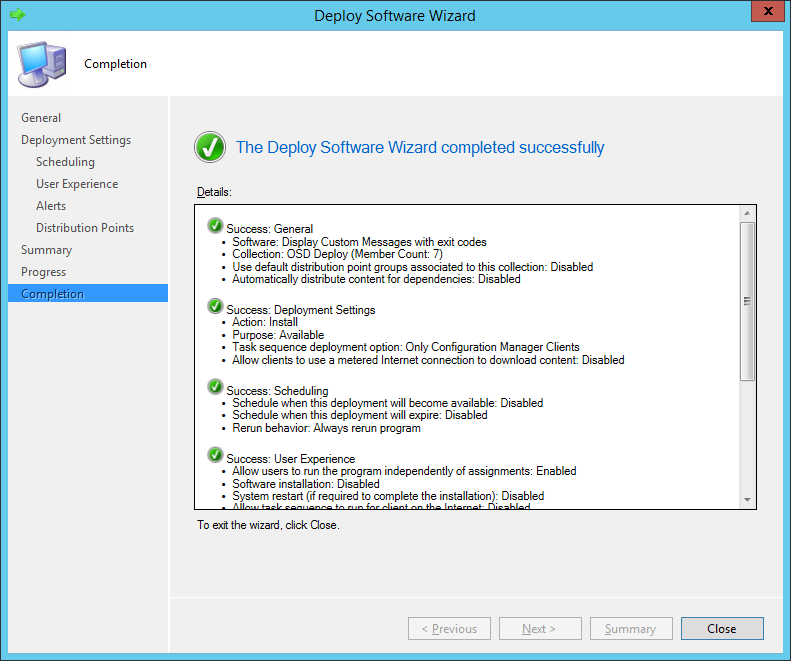 Deploy Software Wizard
x
Completion
General
Deployment Settings
Scheduling
User Experience
Alerts
Distribution Points
Summary
Progress
Completion
The Deploy Software Wizard completed successfully
Details:
Success: General
• Software: Display Custom Messages with exit codes
• Collection: OSD Deploy (Member Count: 7)
• Use default distribution point groups associated to this collection: Disabled
• Automatically distribute content for dependencies: Disabled
Success: Deployment Settings
• Action: Install
• Purpose: Available
• Task sequence deployment option: Only Configuration Manager Clients
• Allow clients to use a metered Internet connection to download content: Disabled
Success: Scheduling
• Schedule when this deployment will become available: Disabled
• Schedule when this deployment will expire: Disabled
• Rerun behavior: Always rerun program
Success: User Experience
• Allow users to run the program independently of assignments: Enabled
• Software installation: Disabled
• System restart (if required to complete the installation): Disabled
• Allow task sequence to run for client on the Internet: Disabled
To exit the wizard, click Close.
< Previous
Next >
Summary
Close